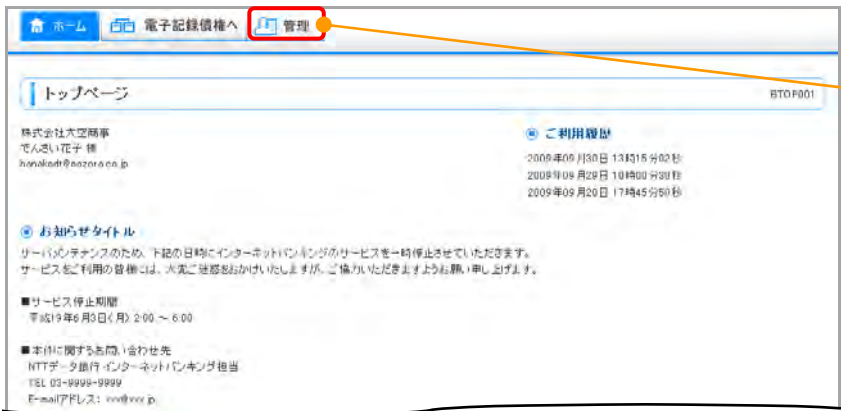 ホーム 電子記録債権へ 管理
トップページ
BTOP001
株式会社大空商事
でんさい花子 様
ご利用履歴
2009年09月30日 13時15分02秒
2009年09月29日 10時00分30秒
2009年09月20日 17時45分50秒
お知らせタイトル
サーバメンテナンスのため、下記の日時にインターネットバンキングのサービスを一時停止させていただきます。
サービスをご利用の皆様には、大変ご迷惑をおかけいたしますが、ご協力いただきますようお願い申し上げます。
■サービス停止期間
平成19年6月3日(月) 2:00 ~ 6:00
■本件に関するお問い合わせ先
NTTデータ銀行 インターネットバンキング担当
TEL 03-9999-9999
E-mailアドレス: